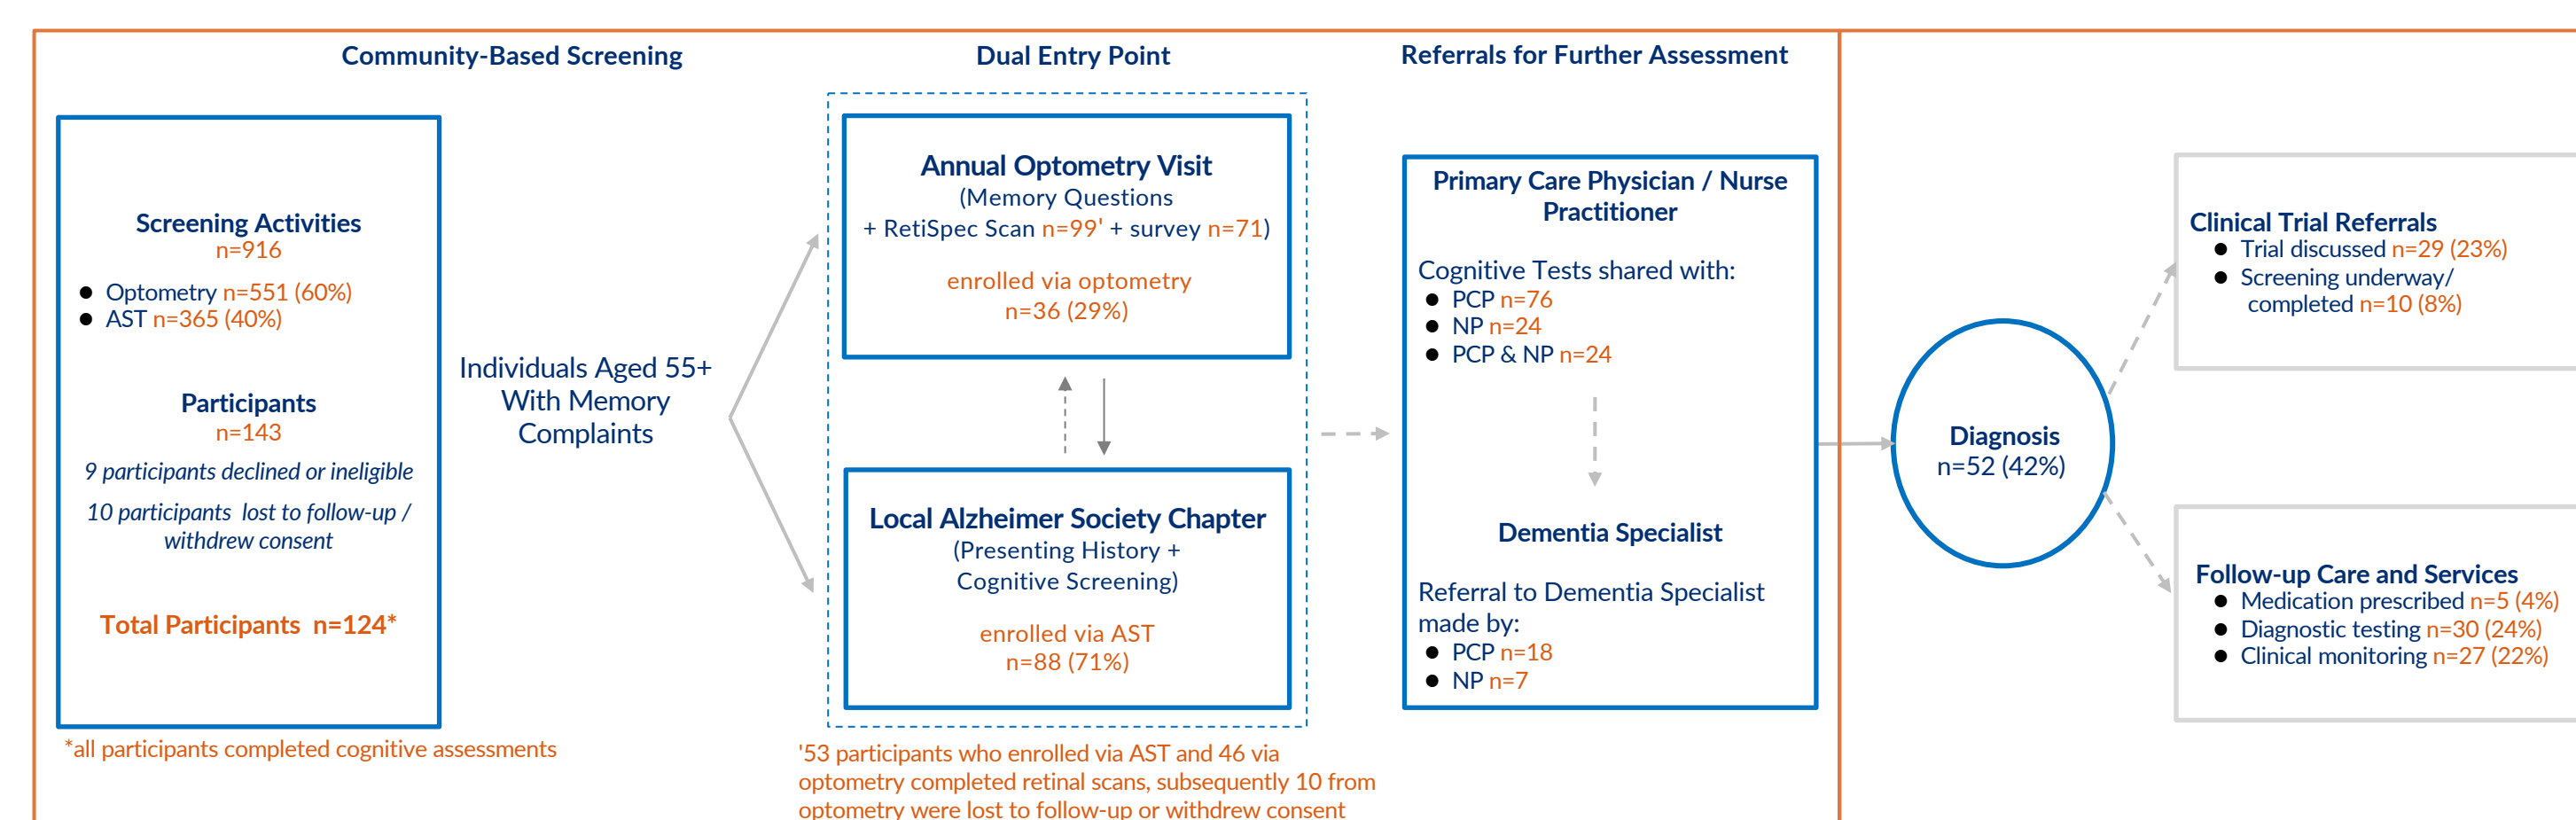 Community-Based Screening
Dual Entry Point
Referrals for Further Assessment
Screening Activities
n=916
● Optometry n=551 (60%)
● AST n=365 (40%)
Participants
n=143
9 participants declined or ineligible
10 participants lost to follow-up /
withdrew consent
Total Participants n=124*
*all participants completed cognitive assessments
Individuals Aged 55+
With Memory
Complaints
Annual Optometry Visit
(Memory Questions
+ RetiSpec Scan n=99' + survey n=71)
enrolled via optometry
n=36 (29%)
Local Alzheimer Society Chapter
(Presenting History +
Cognitive Screening)
enrolled via AST
n=88 (71%)
'53 participants who enrolled via AST and 46 via
optometry completed retinal scans, subsequently 10 from
optometry were lost to follow-up or withdrew consent
Primary Care Physician / Nurse
Practitioner
Cognitive Tests shared with:
● PCP n=76
● NP n=24
● PCP & NP n=24
Dementia Specialist
Referral to Dementia Specialist
made by:
● PCP n=18
● NP n=7
Diagnosis
n=52 (42%)
Clinical Trial Referrals
● Trial discussed n=29 (23%)
● Screening underway/
completed n=10 (8%)
Follow-up Care and Services
● Medication prescribed n=5 (4%)
● Diagnostic testing n=30 (24%)
● Clinical monitoring n=27 (22%)